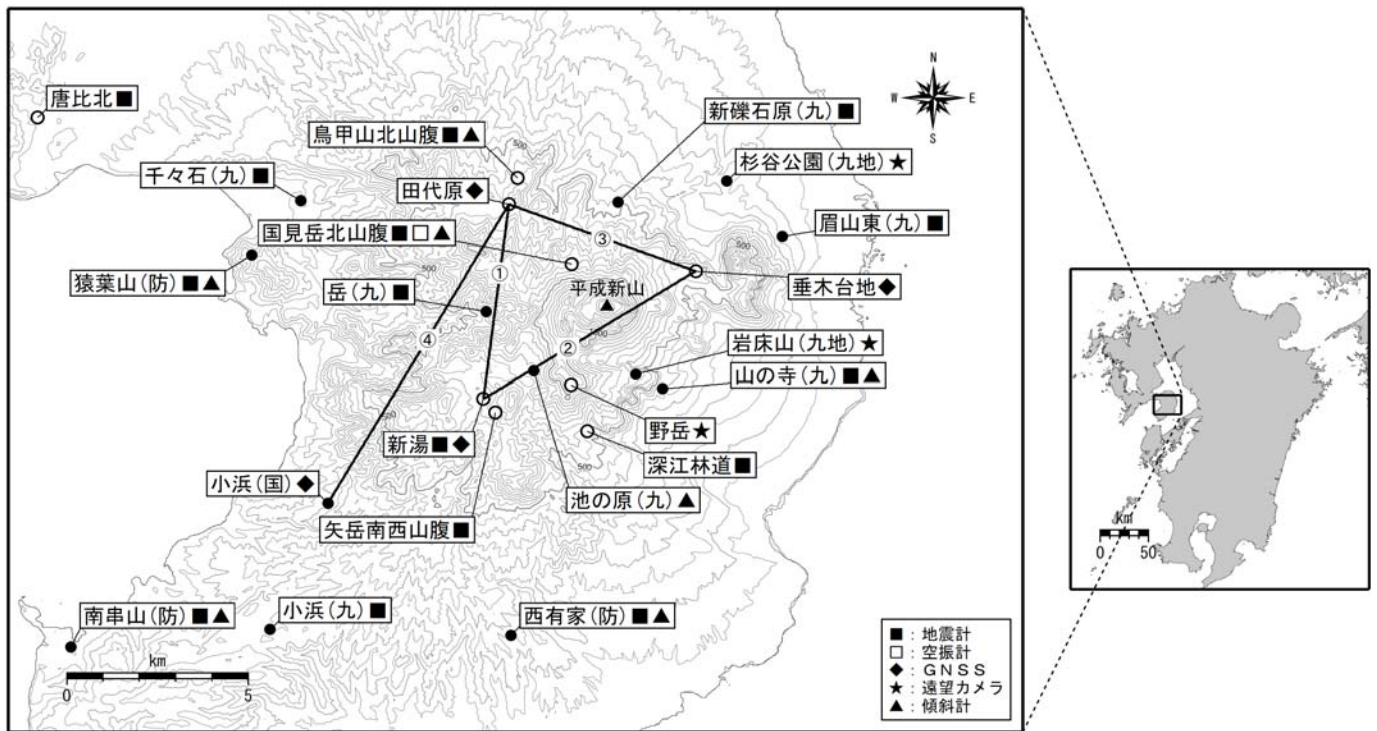 唐比北■
N
W E
S
新礫石原(九)■
鳥甲山北山腹■▲
杉谷公園(九地)★
千々石(九)■
田代原◆
眉山東(九)■
国見岳北山腹■□▲
③
500
猿葉山(防)■▲
500
①
平成新山
▲
垂木台地◆
岳(九)■
④
岩床山(九地)★
②
山の寺(九)■▲
新湯■◆
野岳★
500
深江林道■
小浜(国)◆
池の原(九)▲
矢岳南西山腹■
km
0 50
南串山(防)■▲
小浜(九)■
西有家(防)■▲
km
0 5
■:地震計
□:空振計
◆:GNSS
★:遠望カメラ
▲:傾斜計